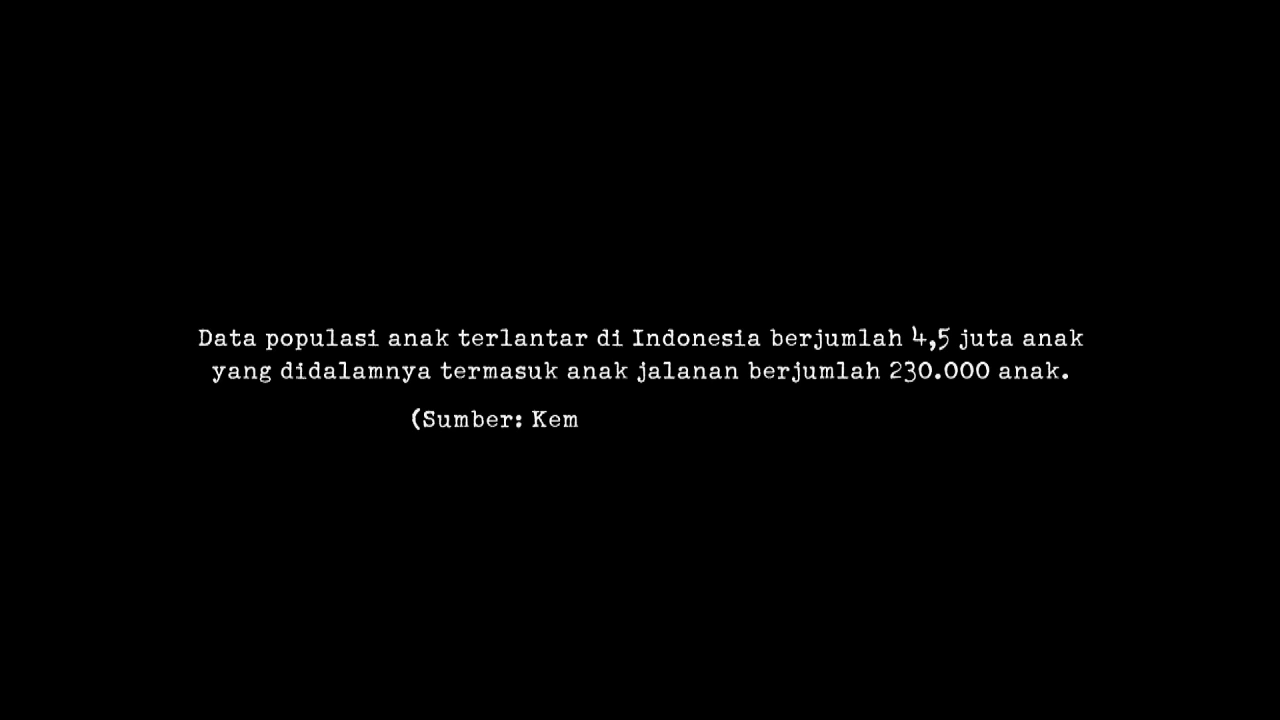 Data populasi anak terlantar di Indonesia berjumlah 4,5 juta anak
yang didalamnya termasuk anak jalanan berjumlah 230.000 anak.
(Sumber: Kem